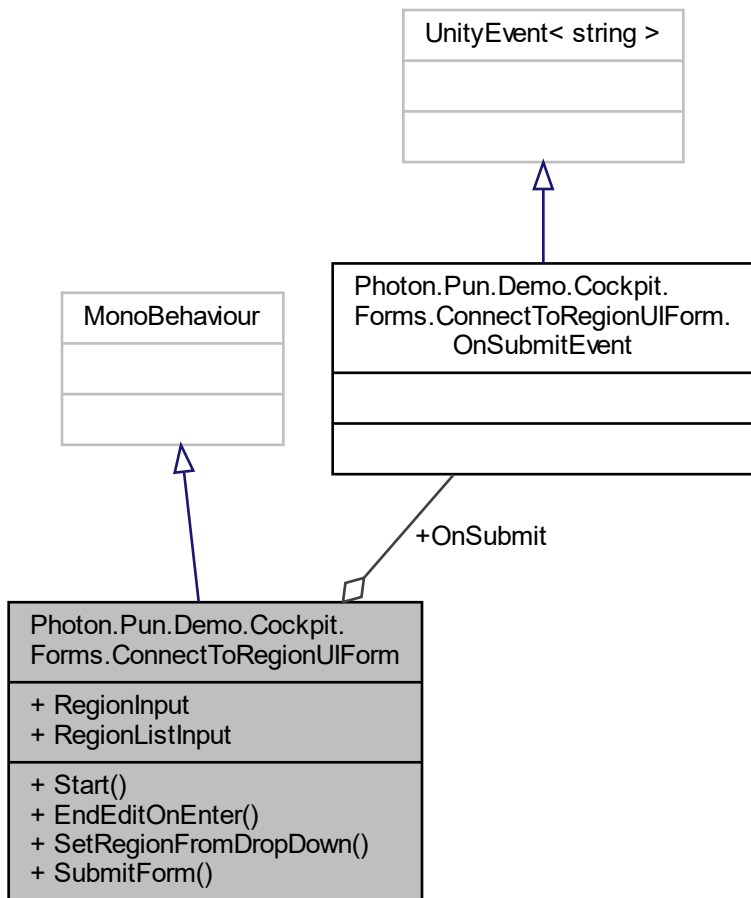 UnityEvent< string >
Photon.Pun.Demo.Cockpit.
Forms.ConnectToRegionUIForm.
OnSubmitEvent
MonoBehaviour
+OnSubmit
Photon.Pun.Demo.Cockpit.
Forms.ConnectToRegionUIForm
+ RegionInput
+ RegionListInput
+ Start()
+ EndEditOnEnter()
+ SetRegionFromDropDown()
+ SubmitForm()